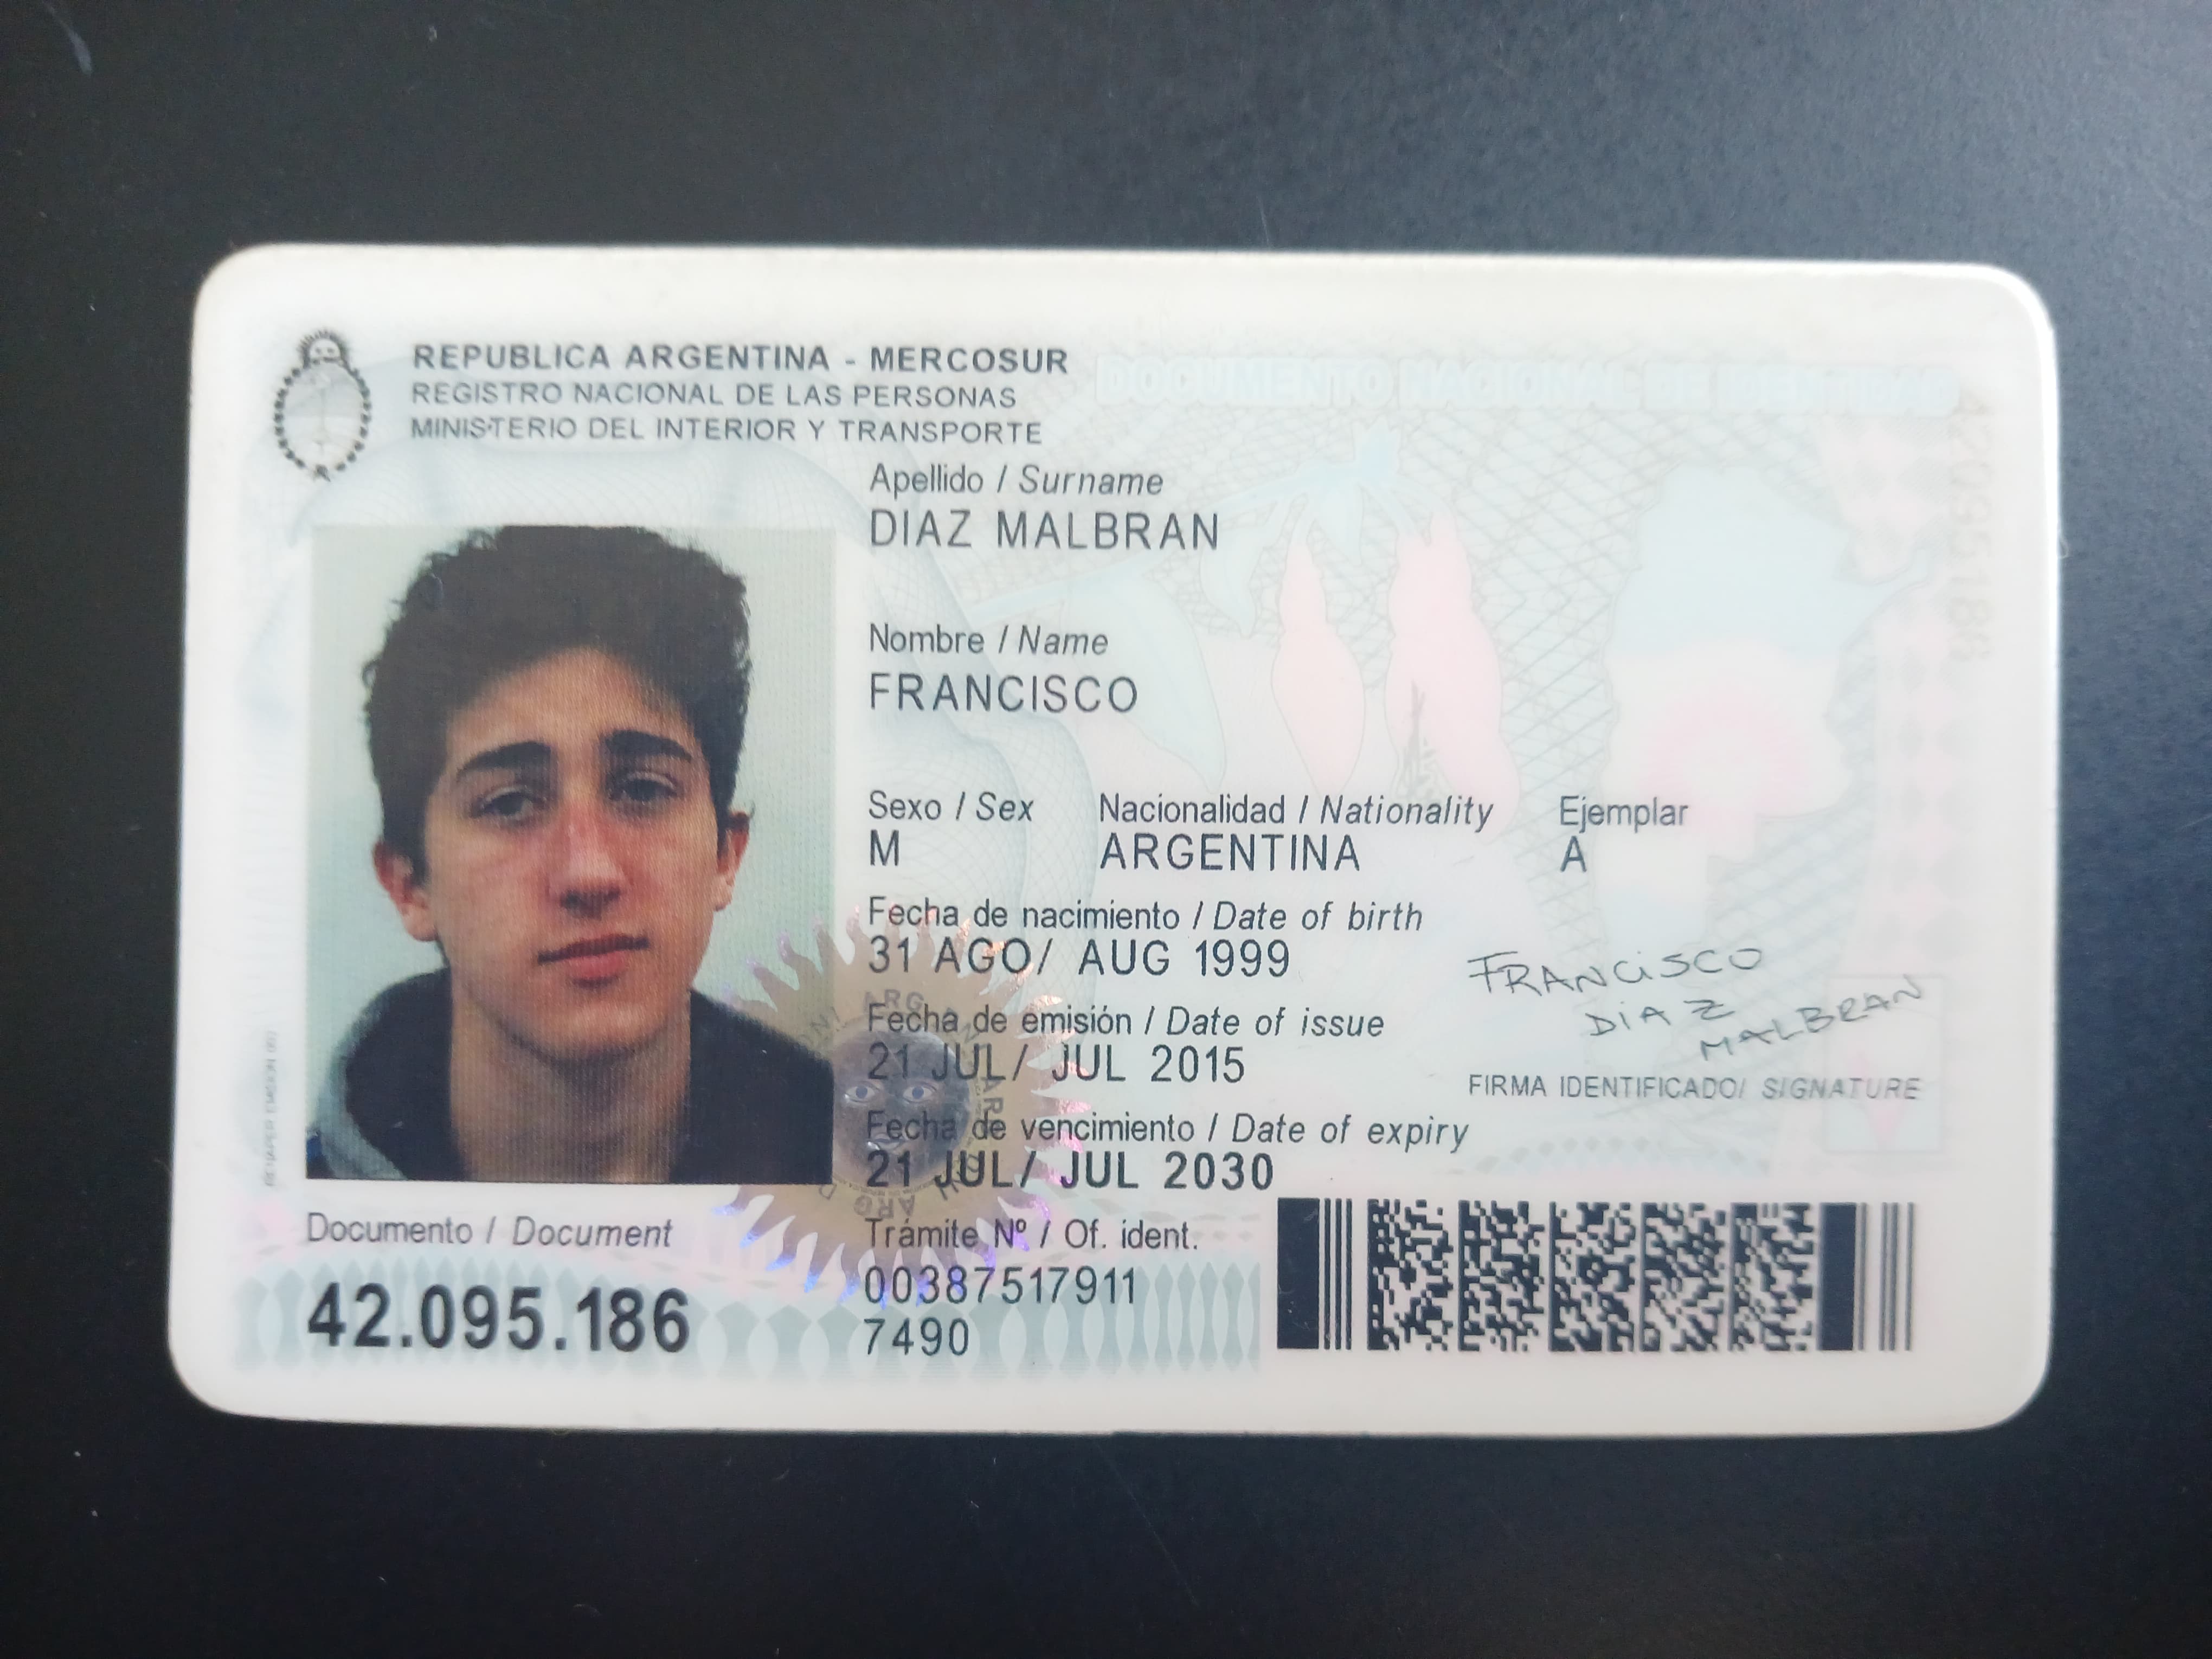 REPUBLICA ARGENTINA - MERCOSUR
REGISTRO NACIONAL DE LAS PERSONAS
MINISTERIO DEL INTERIOR Y TRANSPORTE
DOCUMENTO NACIONAL DE IDENTIDAD
Apellido / Surname
DIAZ MALBRAN
Nombre / Name
FRANCISCO
Sexo / Sex Nacionalidad / Nationality Ejemplar
M ARGENTINA A
Fecha de nacimiento / Date of birth
31 AGO/ AUG 1999
Fecha de emisión / Date of issue
21 JUL/ JUL 2015
FRANCISCO
DIAZ
MALBRAN
FIRMA IDENTIFICADO/ SIGNATURE
Fecha de vencimiento / Date of expiry
21 JUL/ JUL 2030
Documento / Document
42.095.186
Trámite Nº / Of. ident.
00387517911
7490